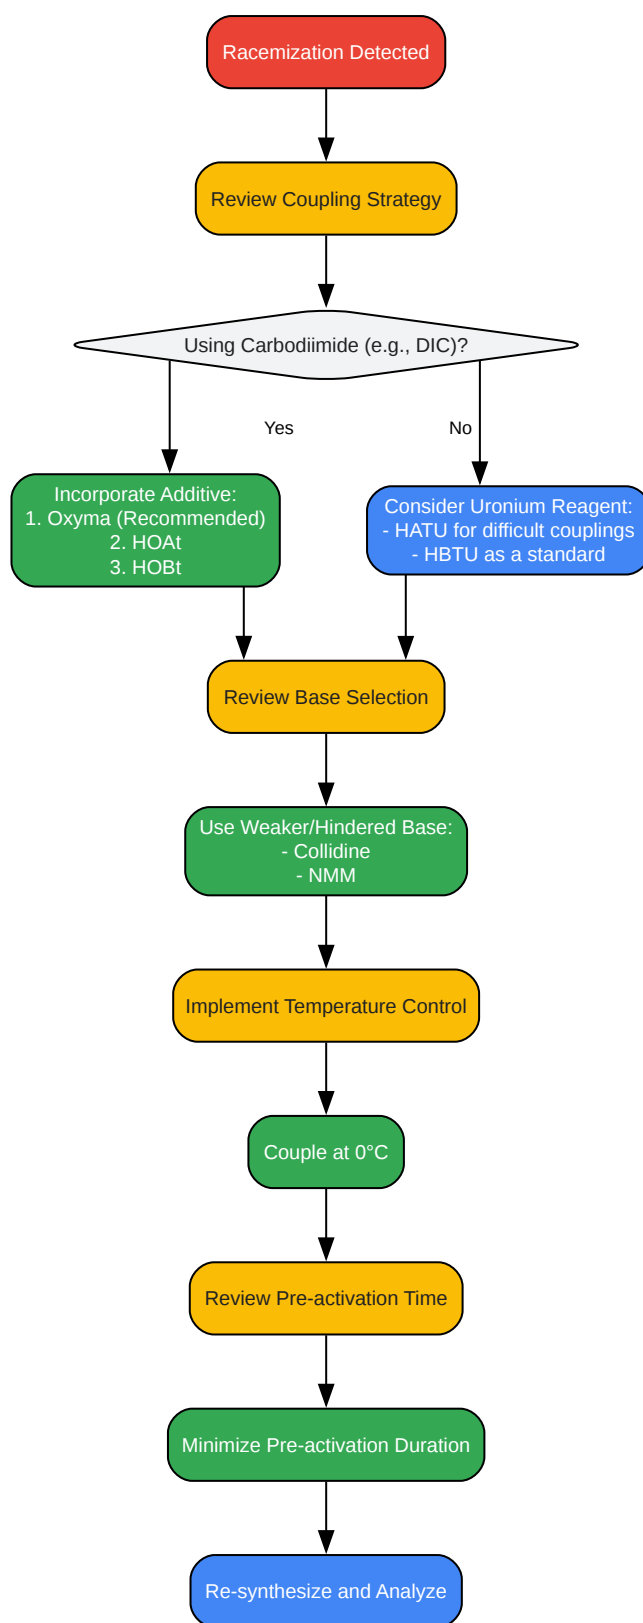 Racemization Detected
Review Coupling Strategy
Using Carbodiimide (e.g., DIC)?
Yes
No
Incorporate Additive:
1. Oxyma (Recommended)
2. HOAt
3. HOBt
Consider Uronium Reagent:
- HATU for difficult couplings
- HBTU as a standard
Review Base Selection
Use Weaker/Hindered Base:
- Collidine
- NMM
Implement Temperature Control
Couple at 0°C
Review Pre-activation Time
Minimize Pre-activation Duration
Re-synthesize and Analyze